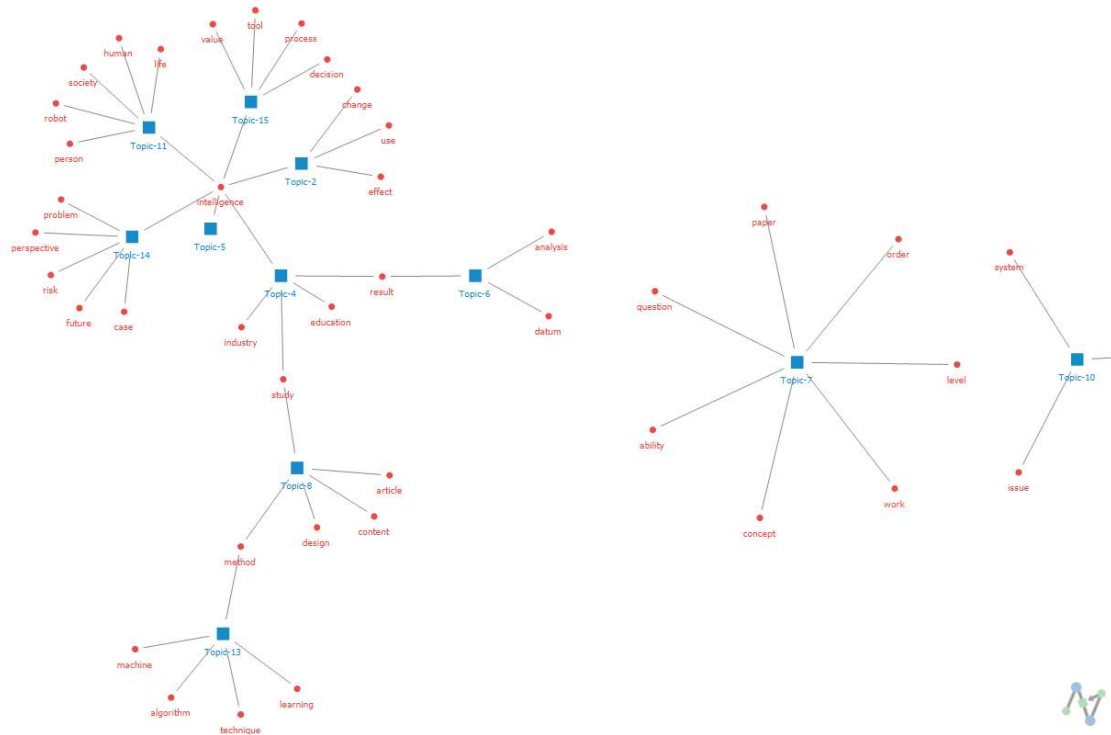 tool
value
process
human
life
society
decision
change
robot
Topic-15
use
Topic-11
person
Topic-2
effect
intelligence
problem
paper
perspective
Topic-14
Topic-5
analysis
order
system
risk
Topic-4
result
Topic-6
question
future
case
education
industry
datum
Topic-7
level
Topic-10
study
ability
Topic-8
article
issue
work
content
concept
design
method
Topic-13
machine
learning
algorithm
technique